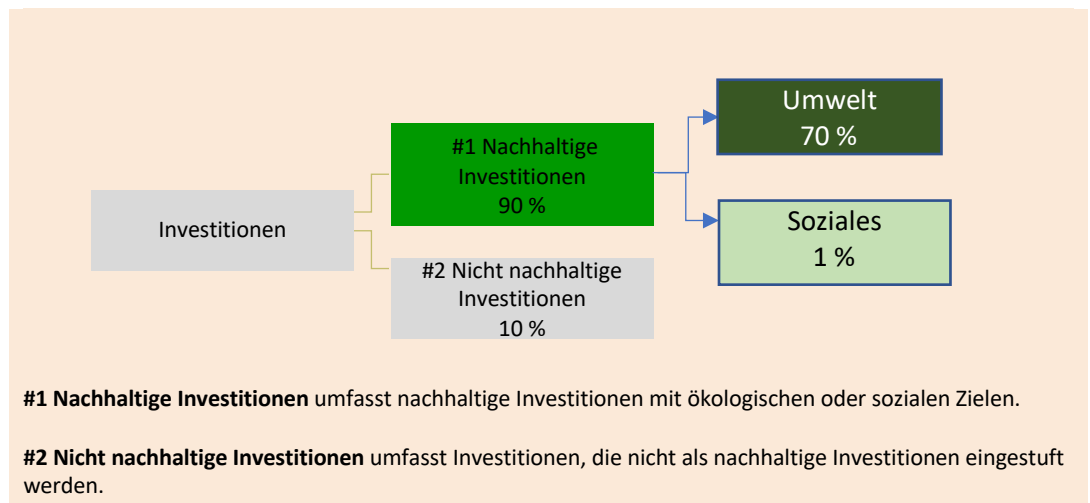 Investitionen
#1 Nachhaltige
Investitionen
90 %
#2 Nicht nachhaltige
Investitionen
10 %
Umwelt
70 %
Soziales
1 %
#1 Nachhaltige Investitionen umfasst nachhaltige Investitionen mit ökologischen oder sozialen Zielen.
#2 Nicht nachhaltige Investitionen umfasst Investitionen, die nicht als nachhaltige Investitionen eingestuft
werden.